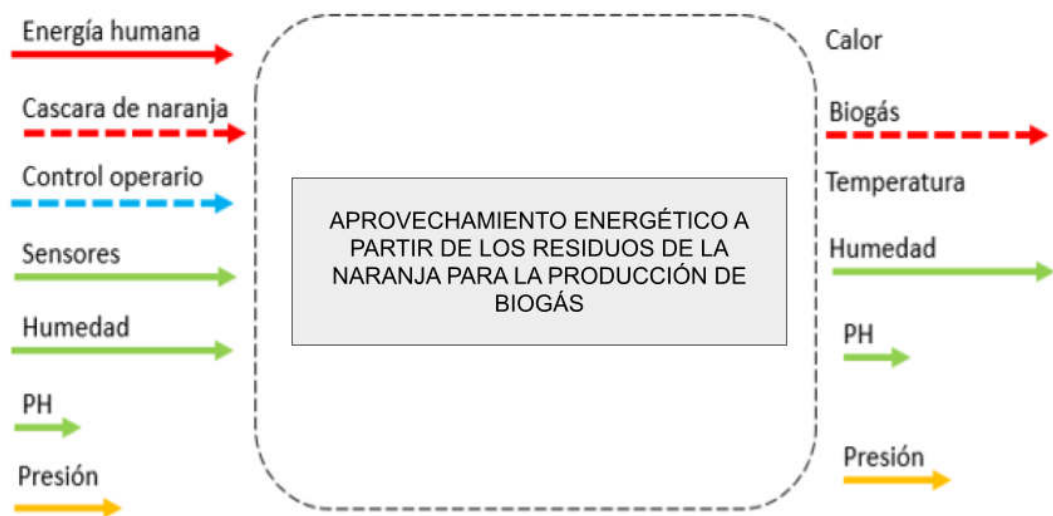 Energía humana
Cascara de naranja
Control operario
Sensores
Humedad
PH
Presión
APROVECHAMIENTO ENERGÉTICO A
PARTIR DE LOS RESIDUOS DE LA
NARANJA PARA LA PRODUCCIÓN DE
BIOGÁS
Calor
Biogás
Temperatura
Humedad
PH
Presión